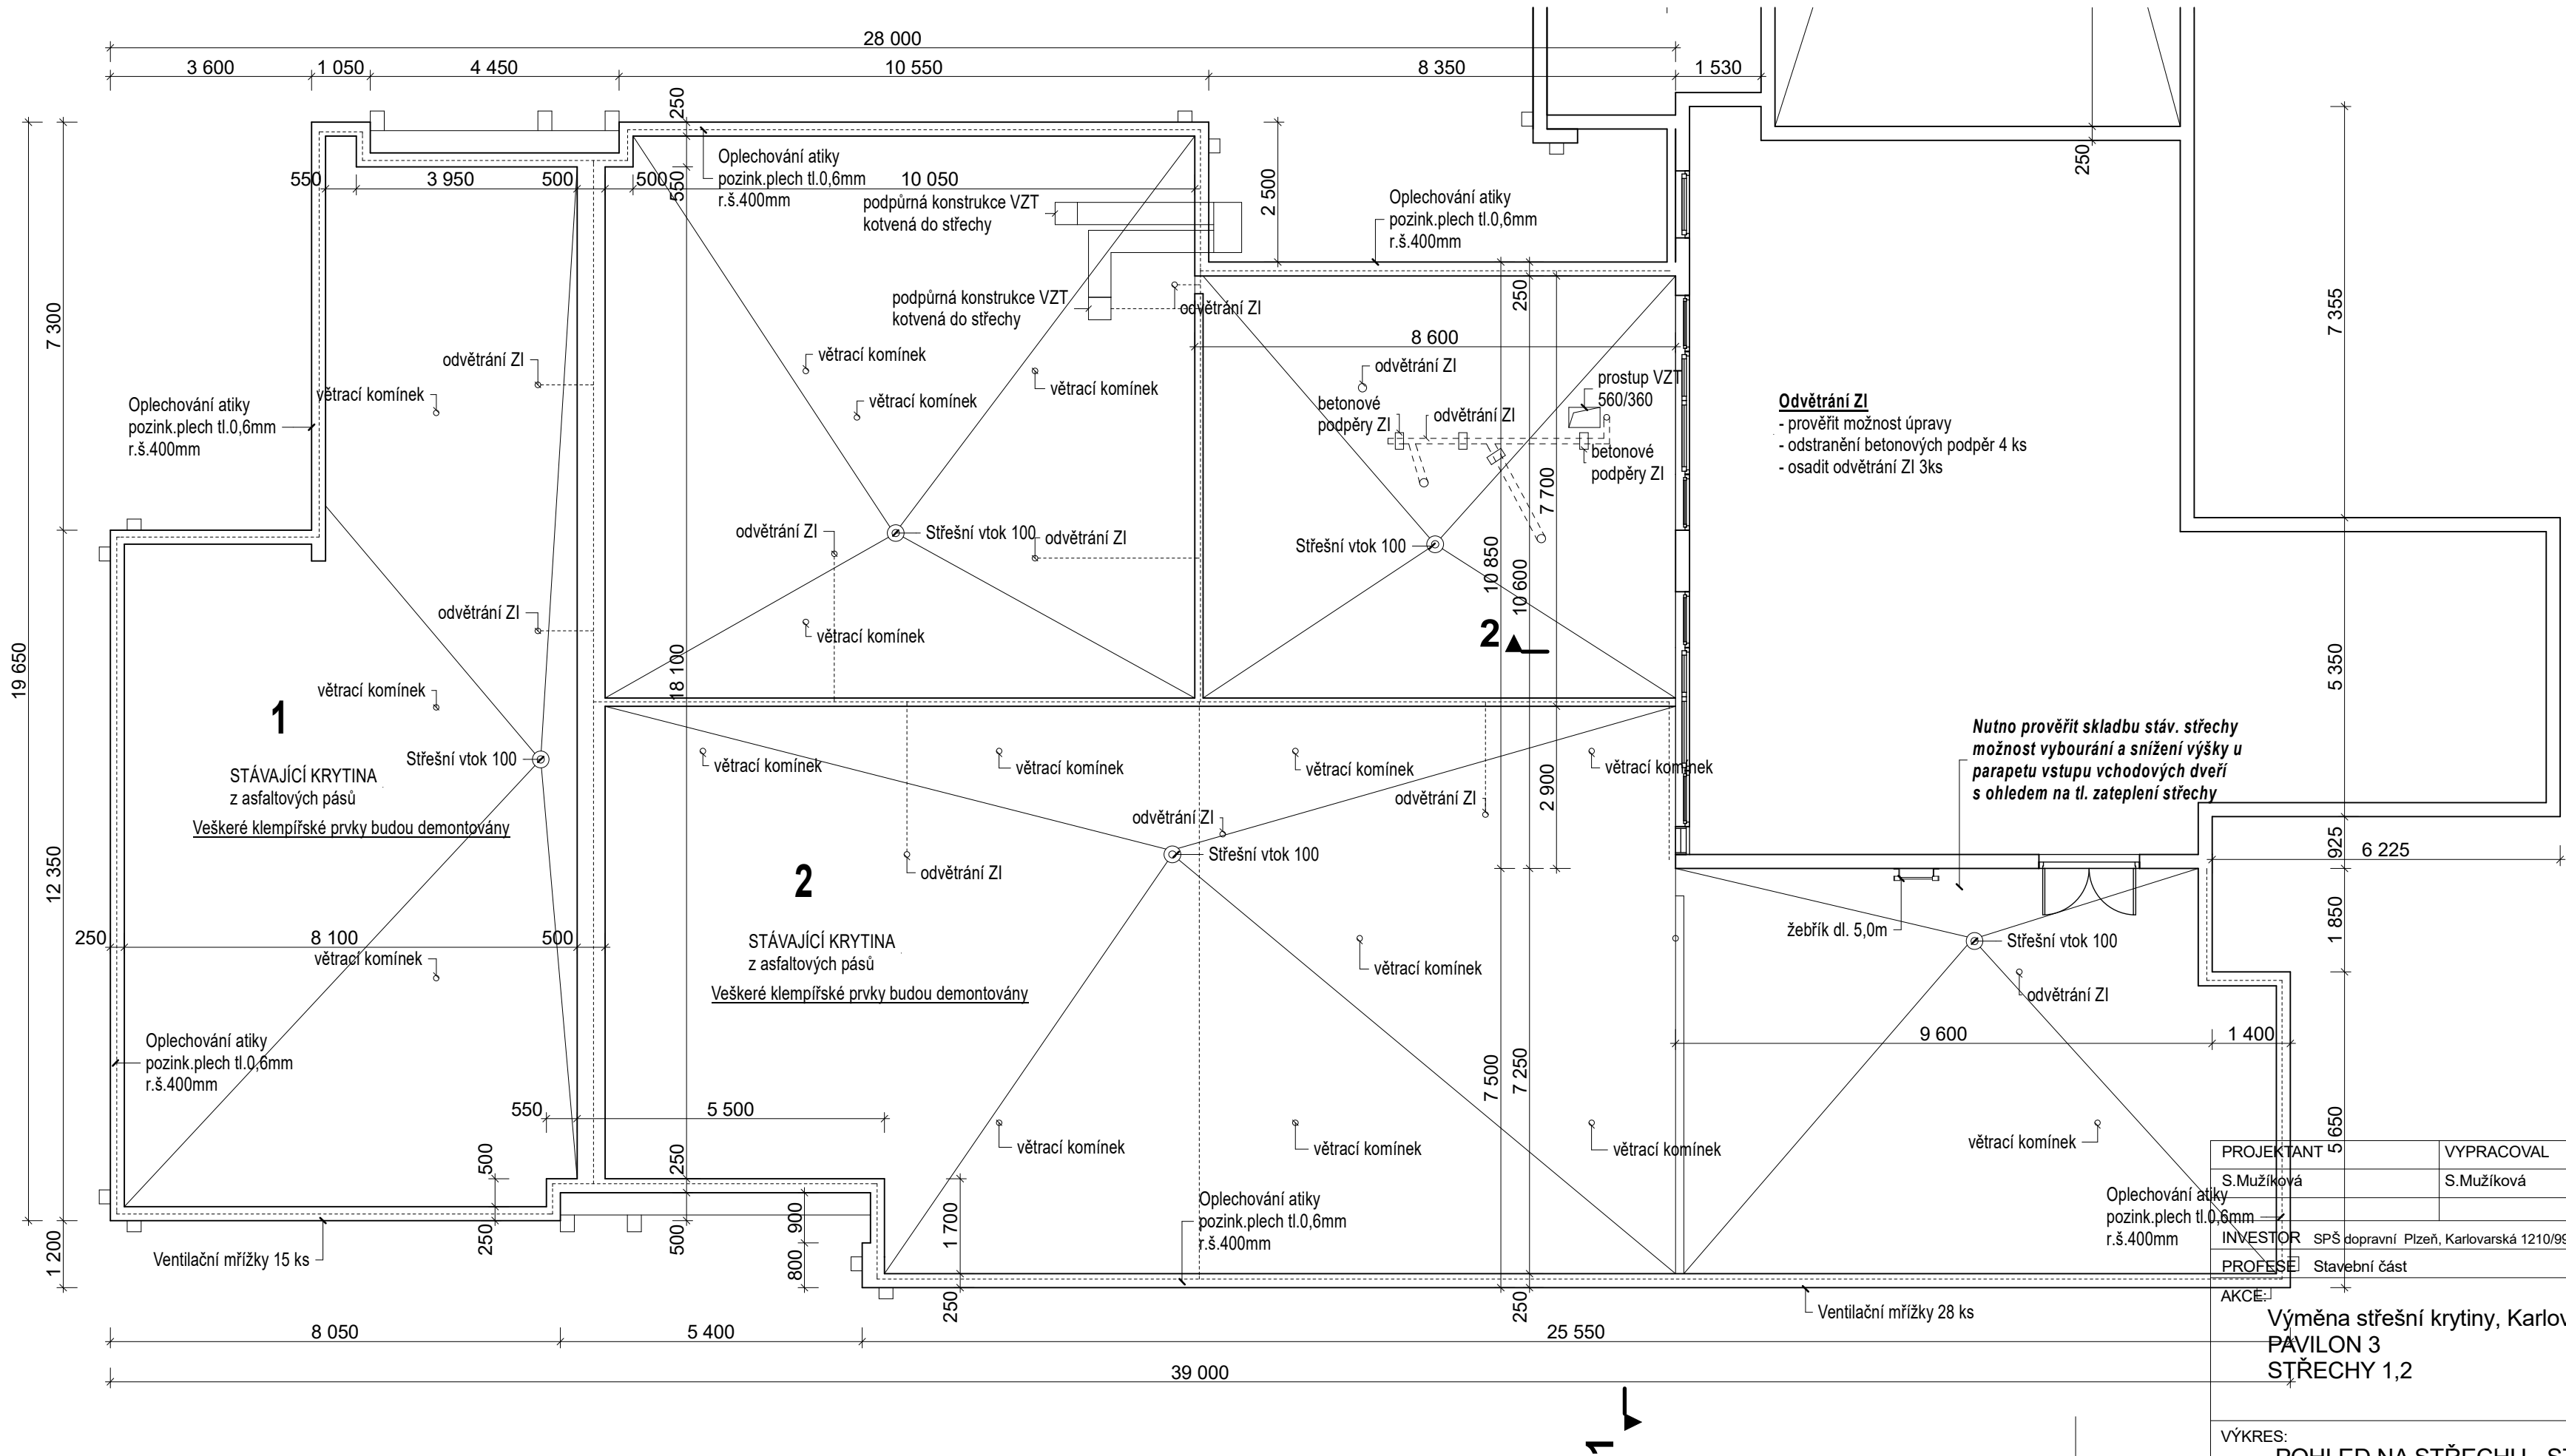 28 000
3 600
1 050
4 450
10 550
8 350
1 530
250
Oplechování atiky
pozink.plech tl.0,6mm
r.š.400mm
550
3 950
500
500
550
10 050
podpůrná konstrukce VZT
kotvená do střechy
2 500
Oplechování atiky
pozink.plech tl.0,6mm
r.š.400mm
250
podpůrná konstrukce VZT
kotvená do střechy
odvětrání ZI
250
7 300
7 355
8 600
odvětrání ZI
větrací komínek
větrací komínek
větrací komínek
větrací komínek
odvětrání ZI
prostup VZT
560/360
betonové
podpěry ZI
odvětrání ZI
betonové
podpěry ZI
Oplechování atiky
pozink.plech tl.0,6mm
r.š.400mm
Odvětrání ZI
- prověřit možnost úpravy
- odstranění betonových podpěr 4 ks
- osadit odvětrání ZI 3ks
7 700
odvětrání ZI
Střešní vtok 100
odvětrání ZI
Střešní vtok 100
10 850
10 600
odvětrání ZI
větrací komínek
2
19 650
18 100
5 350
větrací komínek
1
Střešní vtok 100
STÁVAJÍCÍ KRYTINA
z asfaltových pásů
Veškeré klempířské prvky budou demontovány
větrací komínek
větrací komínek
větrací komínek
větrací komínek
2 900
odvětrání ZI
odvětrání ZI
Střešní vtok 100
odvětrání ZI
Nutno prověřit skladbu stáv. střechy
možnost vybourání a snížení výšky u
parapetu vstupu vchodových dveří
s ohledem na tl. zateplení střechy
925
6 225
12 350
2
STÁVAJÍCÍ KRYTINA
z asfaltových pásů
Veškeré klempířské prvky budou demontovány
250
8 100
500
větrací komínek
větrací komínek
žebřík dl. 5,0m
Střešní vtok 100
odvětrání ZI
1 850
9 600
1 400
Oplechování atiky
pozink.plech tl.0,6mm
r.š.400mm
550
5 500
7 500
7 250
500
250
větrací komínek
větrací komínek
větrací komínek
větrací komínek
5 650
PROJEKTANT
VYPRACOVAL
S.Mužíková
S.Mužíková
Oplechování atiky
pozink.plech tl.0,6mm
r.š.400mm
Oplechování atiky
pozink.plech tl.0,6mm
r.š.400mm
1 200
Ventilační mřížky 15 ks
250
500
900
800
1 700
250
250
Ventilační mřížky 28 ks
INVESTOR SPŠ dopravní Plzeň, Karlovarská 1210/99
PROFESE Stavební část
AKCE:
Výměna střešní krytiny, Karlov
PAVILON 3
STŘECHY 1,2
8 050
5 400
25 550
39 000
1
VÝKRES: